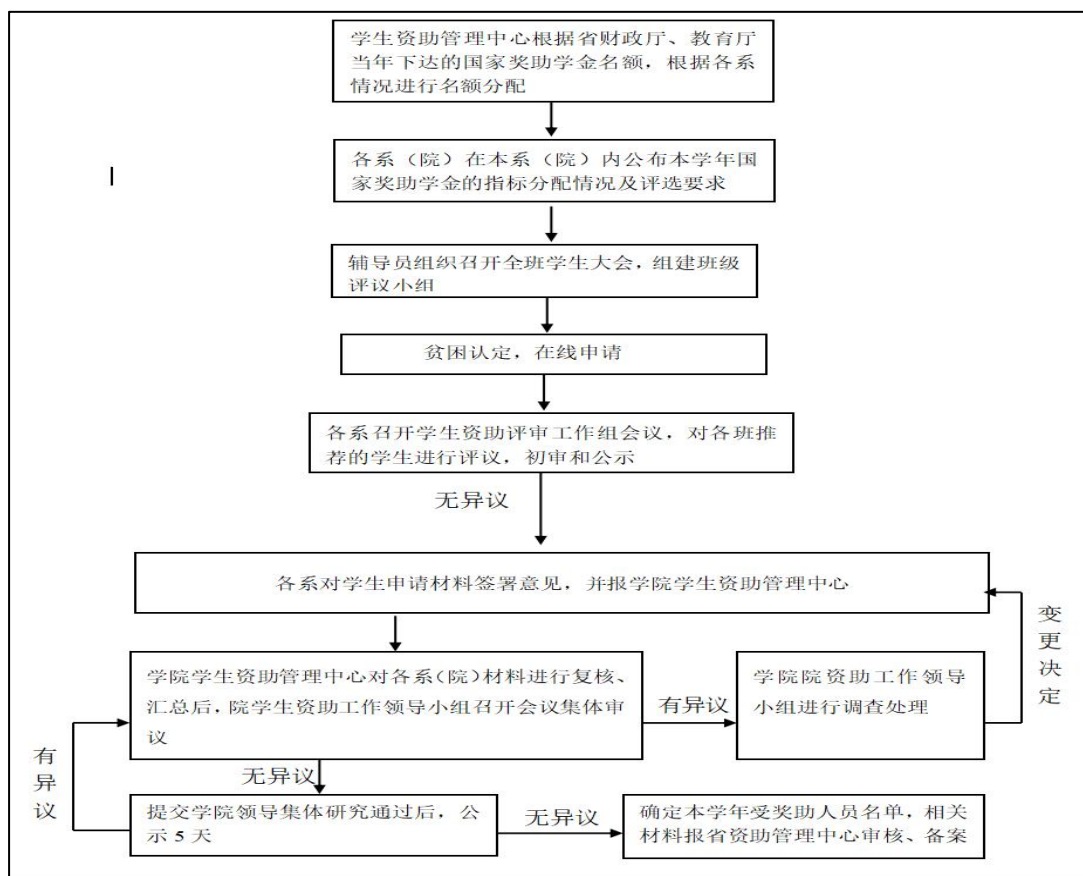 学生资助管理中心根据省财政厅、教育厅
当年下达的国家奖助学金名额，根据各系
情况进行名额分配
各系（院）在本系（院）内公布本学年国
家奖助学金的指标分配情况及评选要求
辅导员组织召开全班学生大会，组建班级
评议小组
贫困认定，在线申请
各系召开学生资助评审工作组会议，对各班推
荐的学生进行评议，初审和公示
无异议
各系对学生申请材料签署意见，并报学院学生资助管理中心
变更决定
学院学生资助管理中心对各系（院）材料进行复核、
汇总后，院学生资助工作领导小组召开会议集体审
议
有异议
学院院资助工作领导
小组进行调查处理
有异议
无异议
提交学院领导集体研究通过后，公
示 5 天
无异议
确定本学年受奖助人员名单，相关
材料报省资助管理中心审核、备案